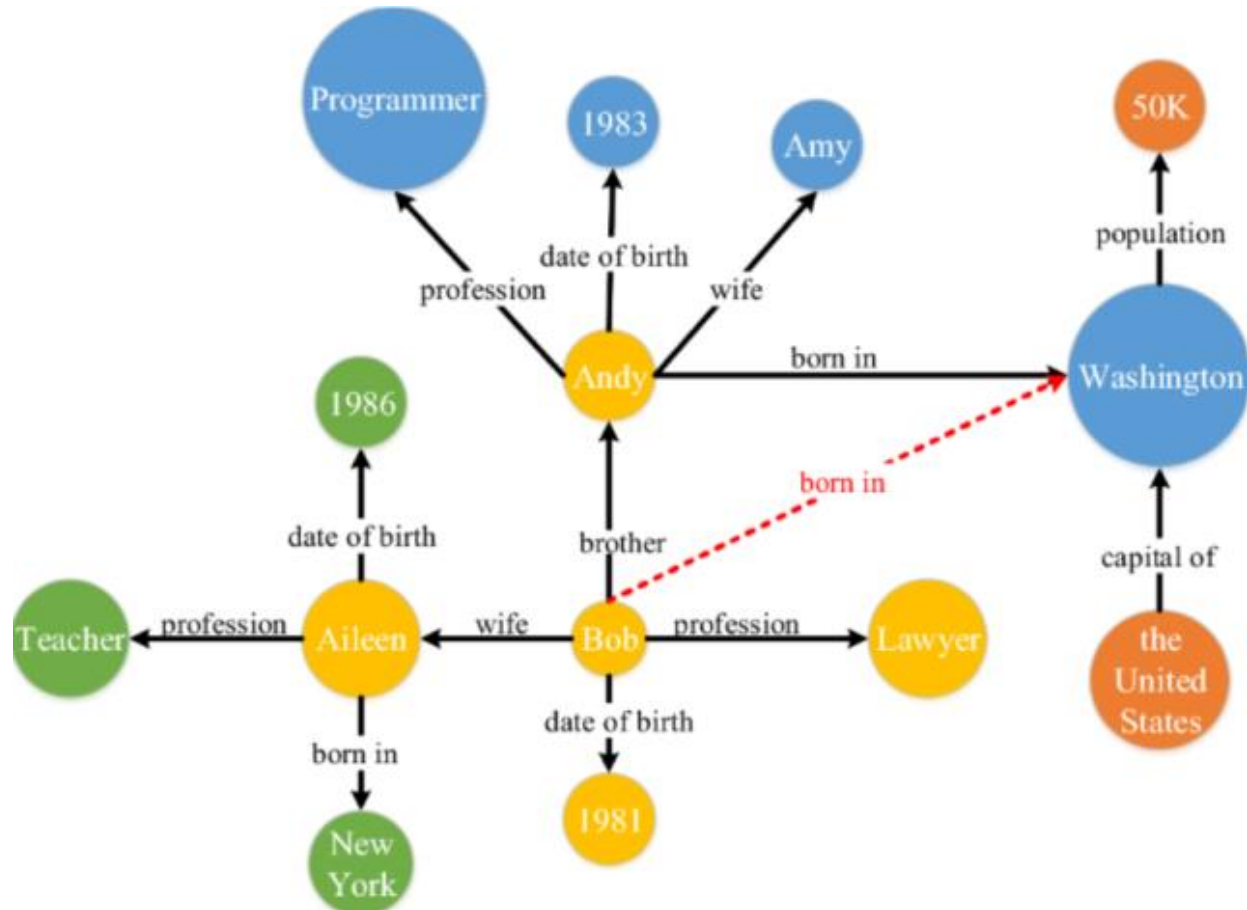 Programmer
1983
Amy
50K
population
date of birth
profession
wife
born in
Andy
Washington
1986
born in
date of birth
brother
capital of
Teacher
profession
Aileen
wife
Bob
profession
Lawyer
the
United
States
born in
date of birth
New
York
1981